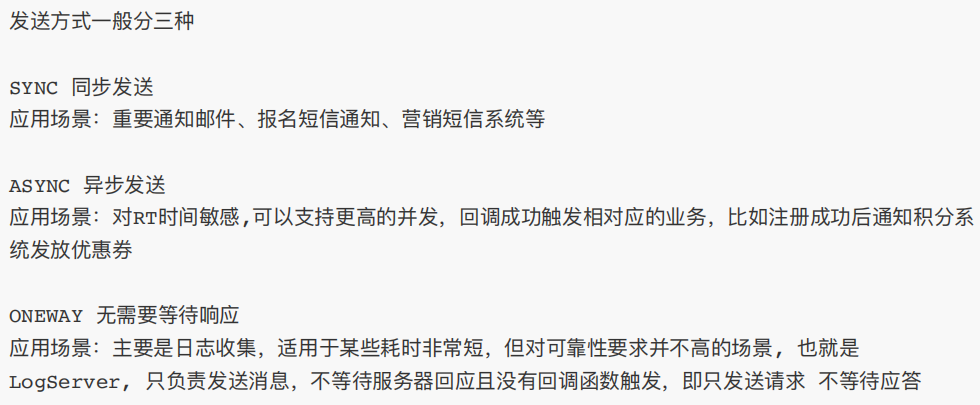 发送方式一般分三种
SYNC 同步发送
应用场景：重要通知邮件、报名短信通知、营销短信系统等
ASYNC 异步发送
应用场景：对RT时间敏感,可以支持更高的并发，回调成功触发相对应的业务，比如注册成功后通知积分系
统发放优惠券
ONEWAY 无需要等待响应
应用场景：主要是日志收集，适用于某些耗时非常短，但对可靠性要求并不高的场景, 也就是
LogServer, 只负责发送消息，不等待服务器回应且没有回调函数触发，即只发送请求 不等待应答